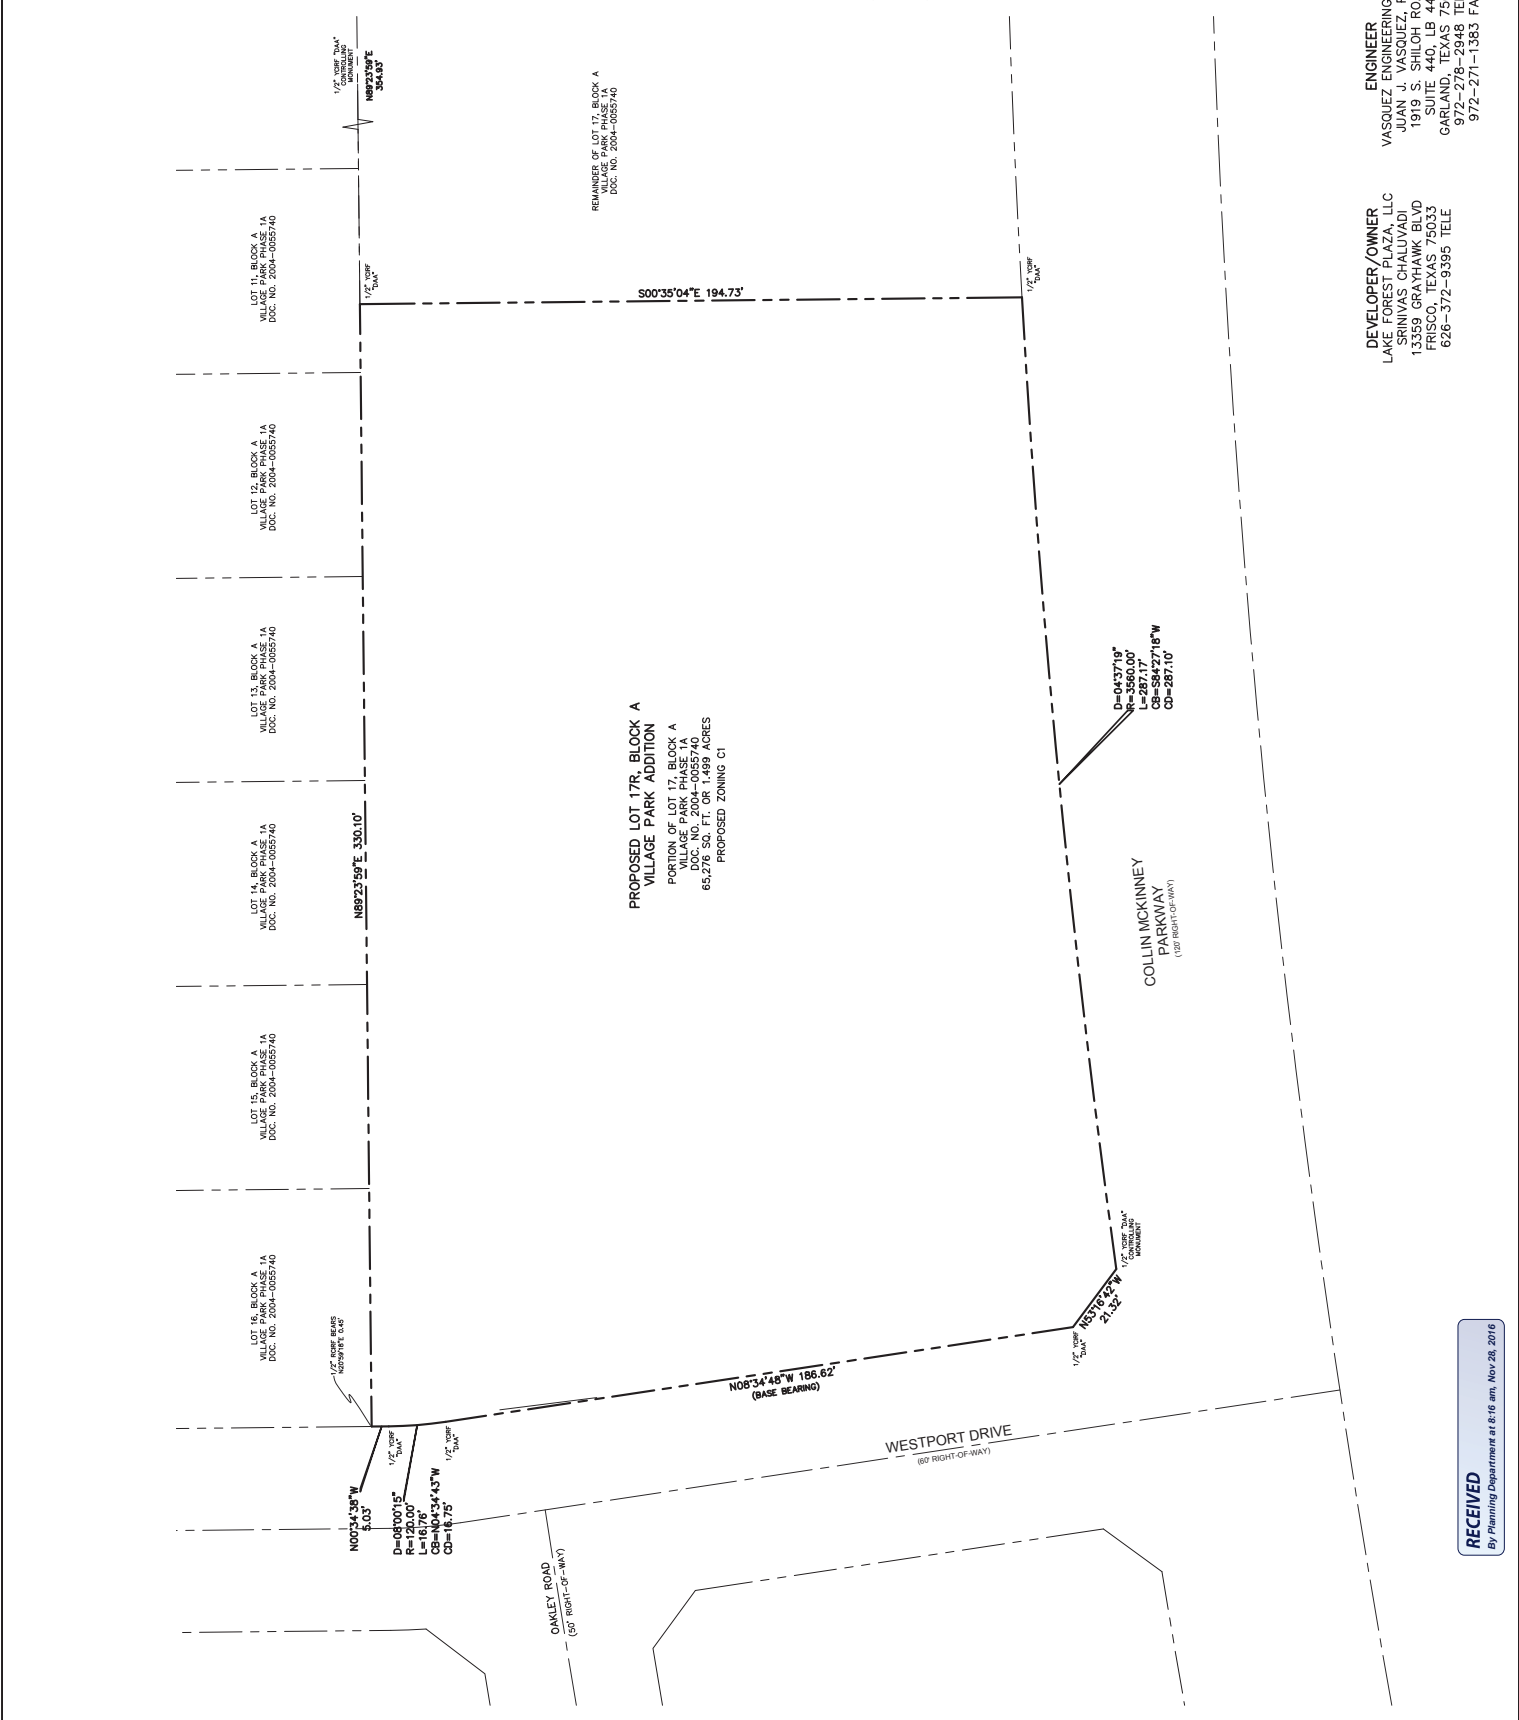 1/2" YCIRF "DAA"
CONTROLLING
MONUMENT
N89°23'59"E
354.93'
REMAINDER OF LOT 17, BLOCK A
VILLAGE PARK PHASE 1A
DOC. NO. 2004-0055740
LOT 11, BLOCK A
VILLAGE PARK PHASE 1A
DOC. NO. 2004-0055740
LOT 12, BLOCK A
VILLAGE PARK PHASE 1A
DOC. NO. 2004-0055740
LOT 13, BLOCK A
VILLAGE PARK PHASE 1A
DOC. NO. 2004-0055740
LOT 14, BLOCK A
VILLAGE PARK PHASE 1A
DOC. NO. 2004-0055740
LOT 15, BLOCK A
VILLAGE PARK PHASE 1A
DOC. NO. 2004-0055740
LOT 16, BLOCK A
VILLAGE PARK PHASE 1A
DOC. NO. 2004-0055740
1/2" YCIRF
"DAA"
S00°35'04"E 194.73'
1/2" YCIRF
"DAA"
N89°23'59"E 330.10'
PROPOSED LOT 17R, BLOCK A
VILLAGE PARK ADDITION
PORTION OF LOT 17, BLOCK A
VILLAGE PARK PHASE 1A
DOC. NO. 2004-0055740
65,276 SQ. FT. OR 1.499 ACRES
PROPOSED ZONING C1
D=04°37'19"
R=3560.00'
L=287.17'
CB=S84°27'18"W
CD=287.10'
COLLIN MCKINNEY
PARKWAY
(120' RIGHT-OF-WAY)
1/2" YCIRF "DAA"
CONTROLLING
MONUMENT
N53°16'42"W
21.32'
1/2" YCIRF
"DAA"
N08°34'48"W 186.62'
(BASE BEARING)
WESTPORT DRIVE
(60' RIGHT-OF-WAY)
1/2" RCIRF BEARS
N20°59'18"E 0.45'
1/2" YCIRF
"DAA"
1/2" YCIRF
"DAA"
N00°34'38"W
5.03'
D=08°00'15"
R=120.00'
L=16.76'
CB=N04°34'43"W
CD=16.75'
OAKLEY ROAD
(50' RIGHT-OF-WAY)
ENGINEER
VASQUEZ ENGINEERING
JUAN J. VASQUEZ,
1919 S. SHILOH
SUITE 440, LB
GARLAND, TEXAS
972-278-2948
972-271-1383
DEVELOPER/OWNER
LAKE FOREST PLAZA, LLC
SRINIVAS CHALUVADI
13359 GRAYHAWK BLVD
FRISCO, TEXAS 75033
626-372-9395 TELE
RECEIVED
By Planning Department at 8:16 am, Nov 28, 2016